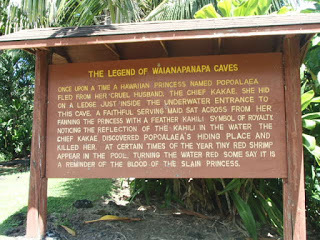 THE LEGEND OF WAIANAPANAPA CAVES
ONCE UPON A TIME A HAWAIIAN PRINCESS NAMED POPOALAEA
FLED FROM HER CRUEL HUSBAND, THE CHIEF KAKAE. SHE HID
ON A LEDGE JUST INSIDE THE UNDERWATER ENTRANCE TO
THIS CAVE. A FAITHFUL SERVING MAID SAT ACROSS FROM HER
FANNING THE PRINCESS WITH A FEATHER KAHILI SYMBOL OF ROYALTY.
NOTICING THE REFLECTION OF THE KAHILI IN THE WATER THE
CHIEF KAKAE DISCOVERED POPOALAEA'S HIDING PLACE AND
KILLED HER. AT CERTAIN TIMES OF THE YEAR TINY RED SHRIMP
APPEAR IN THE POOL, TURNING THE WATER RED. SOME SAY IT IS
A REMINDER OF THE BLOOD OF THE SLAIN PRINCESS.